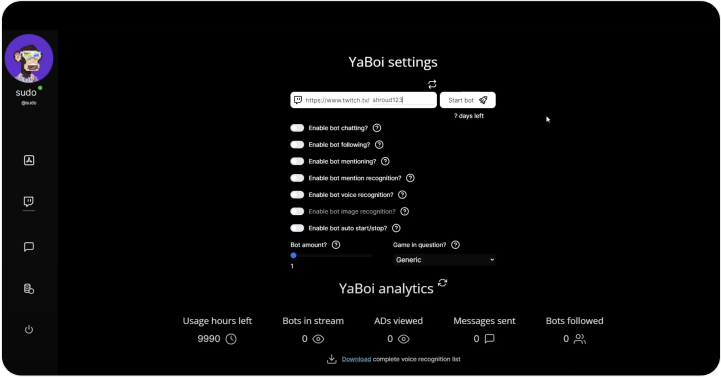 YaBoi settings
sudo
@sudo
https://www.twitch.tv/ shroud123
Start bot
? days left
Enable bot chatting? ?
Enable bot following? ?
Enable bot mentioning? ?
Enable bot mention recognition? ?
Enable bot voice recognition? ?
Enable bot image recognition? ?
Enable bot auto start/stop? ?
Bot amount? ? Game in question? ?
Generic
1
YaBoi analytics
Usage hours left Bots in stream ADs viewed Messages sent Bots followed
9990 0 0 0 0
Download complete voice recognition list